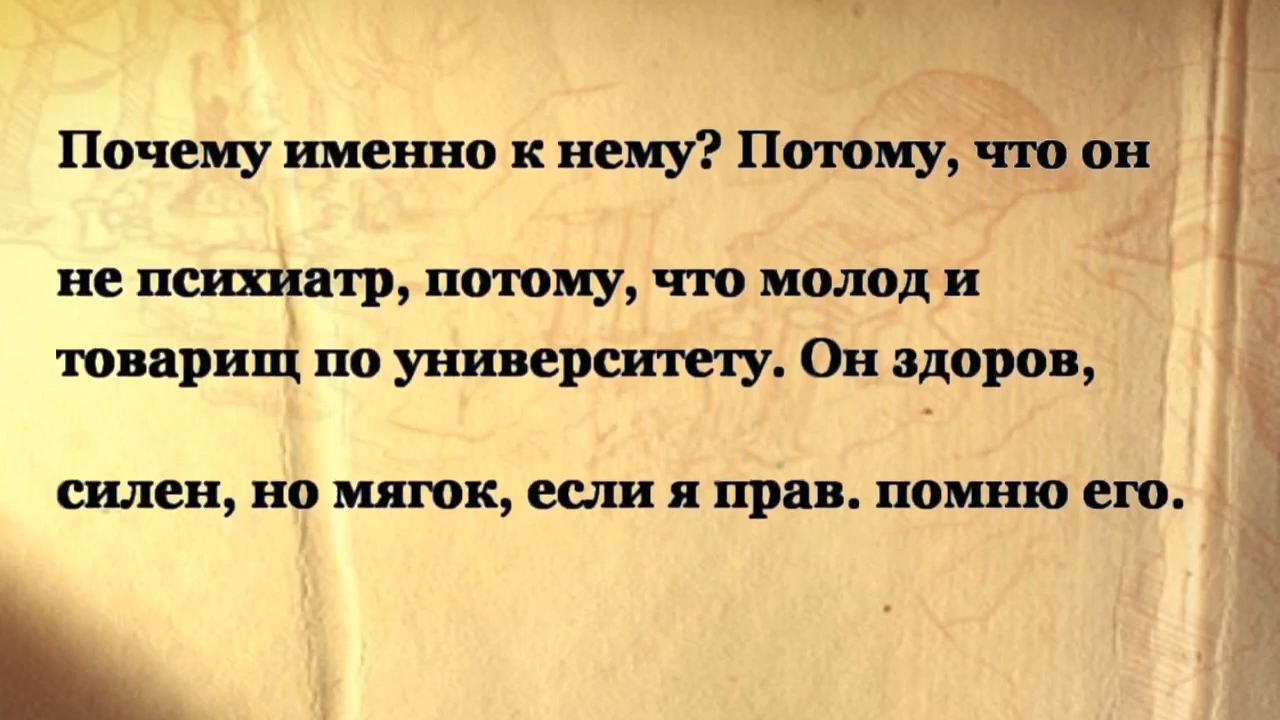 Почему именно к нему? Потому, что он
не психиатр, потому, что молод и
товарищ по университету. Он здоров,
силен, но мягок, если я прав. помню его.